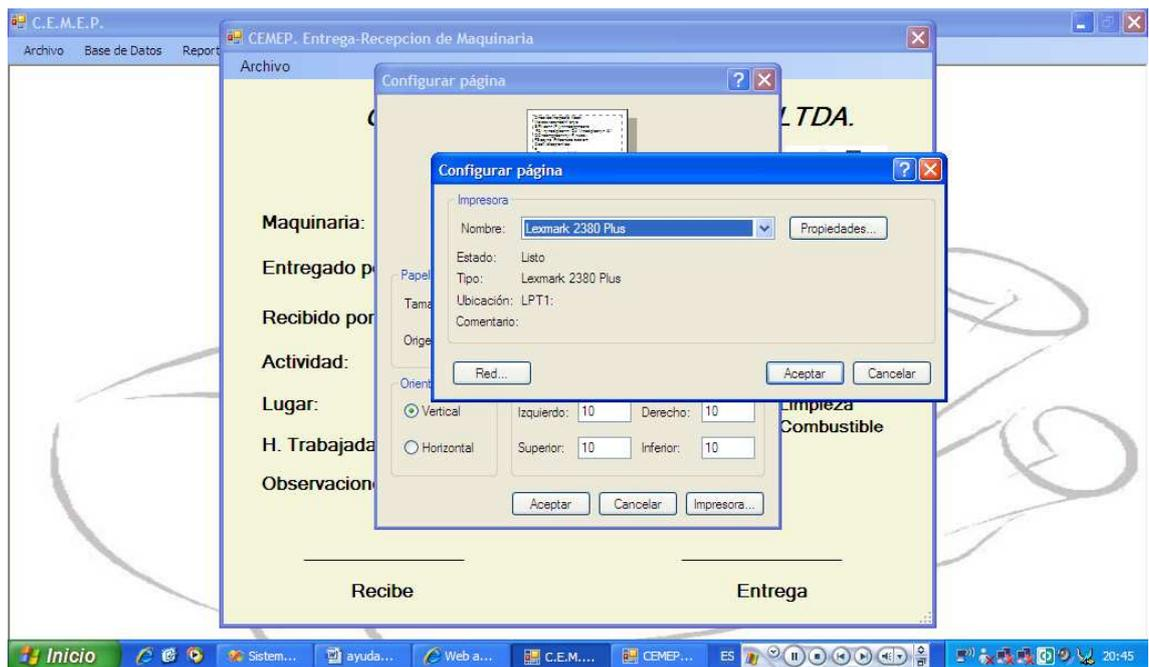 C.E.M.E.P.
Archivo Base de Datos Report
CEMEP. Entrega-Recepcion de Maquinaria
Archivo
LTDA.
Configurar página
Configurar página
Impresora
Nombre: Lexmark 2380 Plus Propiedades...
Estado: Listo
Tipo: Lexmark 2380 Plus
Ubicación: LPT1:
Comentario:
Red... Aceptar Cancelar
Maquinaria:
Entregado p
Recibido por
Actividad:
Lugar:
H. Trabajada
Observacion
Papel
Tama
Orige
Orient
Vertical
Horizontal
Izquierdo: 10 Derecho: 10
Superior: 10 Inferior: 10
Aceptar Cancelar Impresora...
Limpieza
Combustible
Recibe Entrega
Inicio Sistem... ayuda... Web a... C.E.M.... CEMEP... ES 20:45